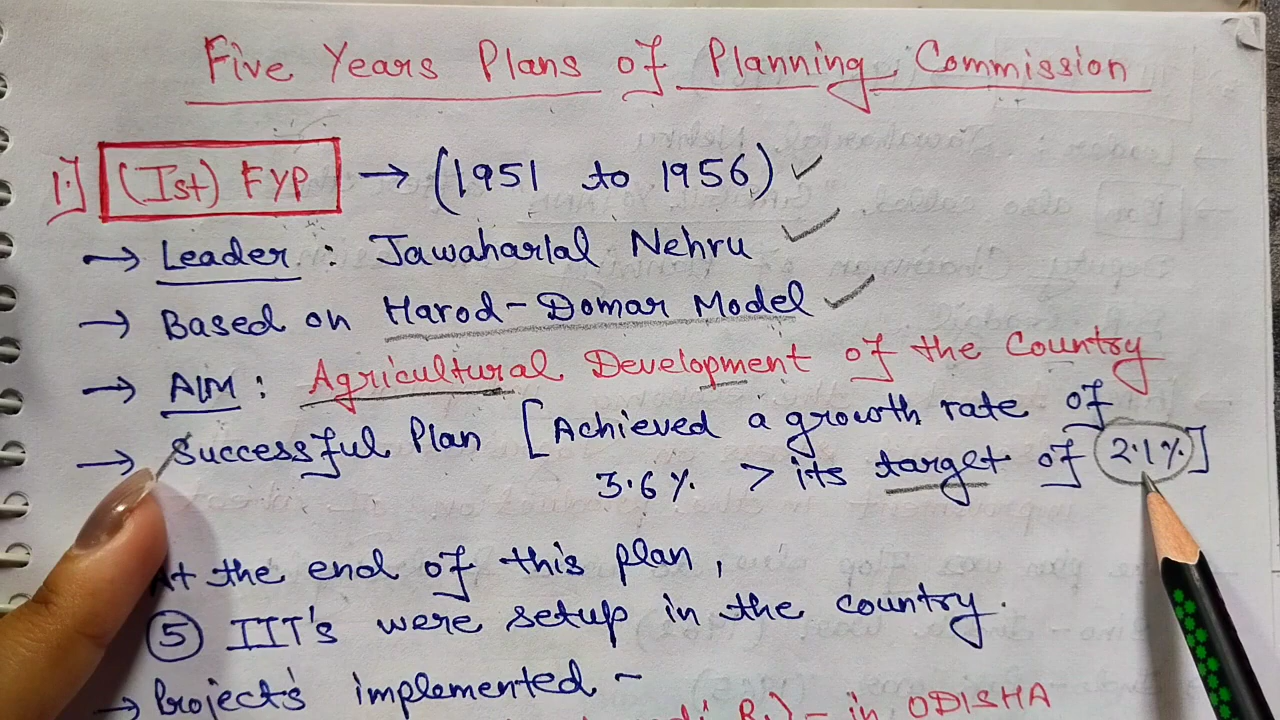 Five Years Plans of Planning Commission
1.] (Ist) FYP → (1951 to 1956) ✓
→ Leader : Jawaharlal Nehru ✓
→ Based on Harod-Domar Model ✓
→ AIM : Agricultural Development of the Country
→ Successful Plan [Achieved a growth rate of
3.6% > its target of 2.1%]
At the end of this plan,
⑤ IIT's were setup in the country.
→ Project's implemented -
in ODISHA